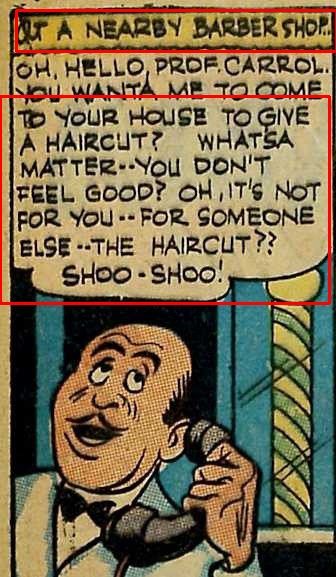 AT A NEARBY BARBER SHOP...
OH, HELLO, PROF. CARROL.
YOU WANTA ME TO COME
TO YOUR HOUSE TO GIVE
A HAIRCUT? WHATSA
MATTER--YOU DON'T
FEEL GOOD? OH, IT'S NOT
FOR YOU--FOR SOMEONE
ELSE--THE HAIRCUT??
SHOO-SHOO!